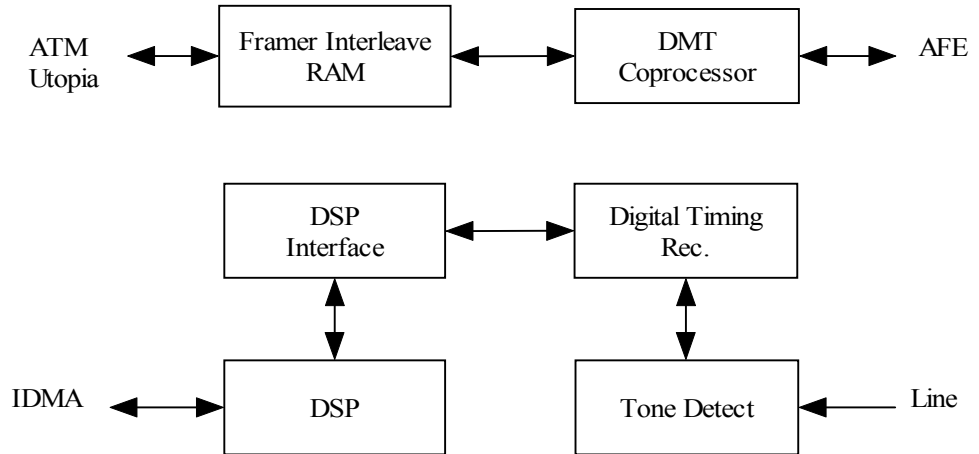 ATM
Utopia
Framer Interleave
RAM
DMT
Coprocessor
AFE
DSP
Interface
Digital Timing
Rec.
IDMA
DSP
Tone Detect
Line